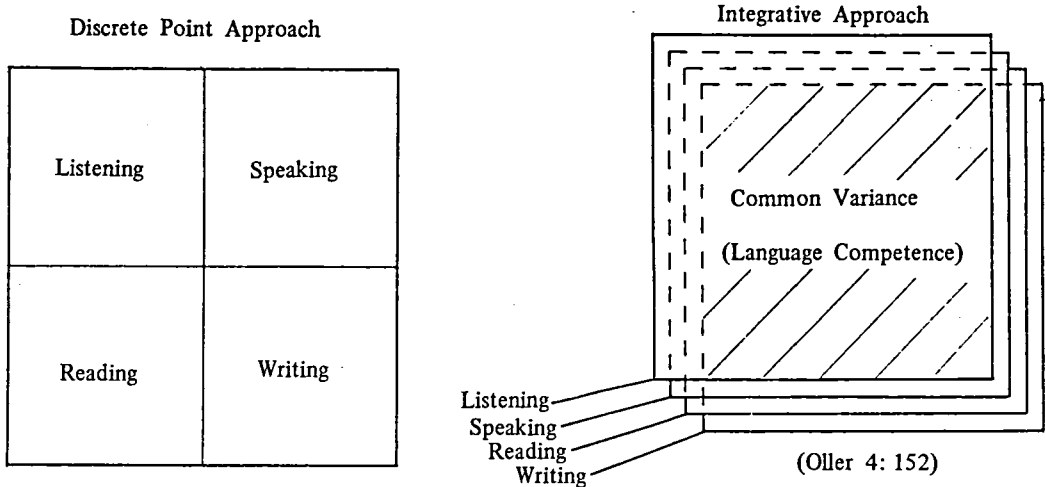 Discrete Point Approach
Listening
Speaking
Reading
Writing
Integrative Approach
Common Variance
(Language Competence)
Listening
Speaking
Reading
Writing
(Oller 4: 152)